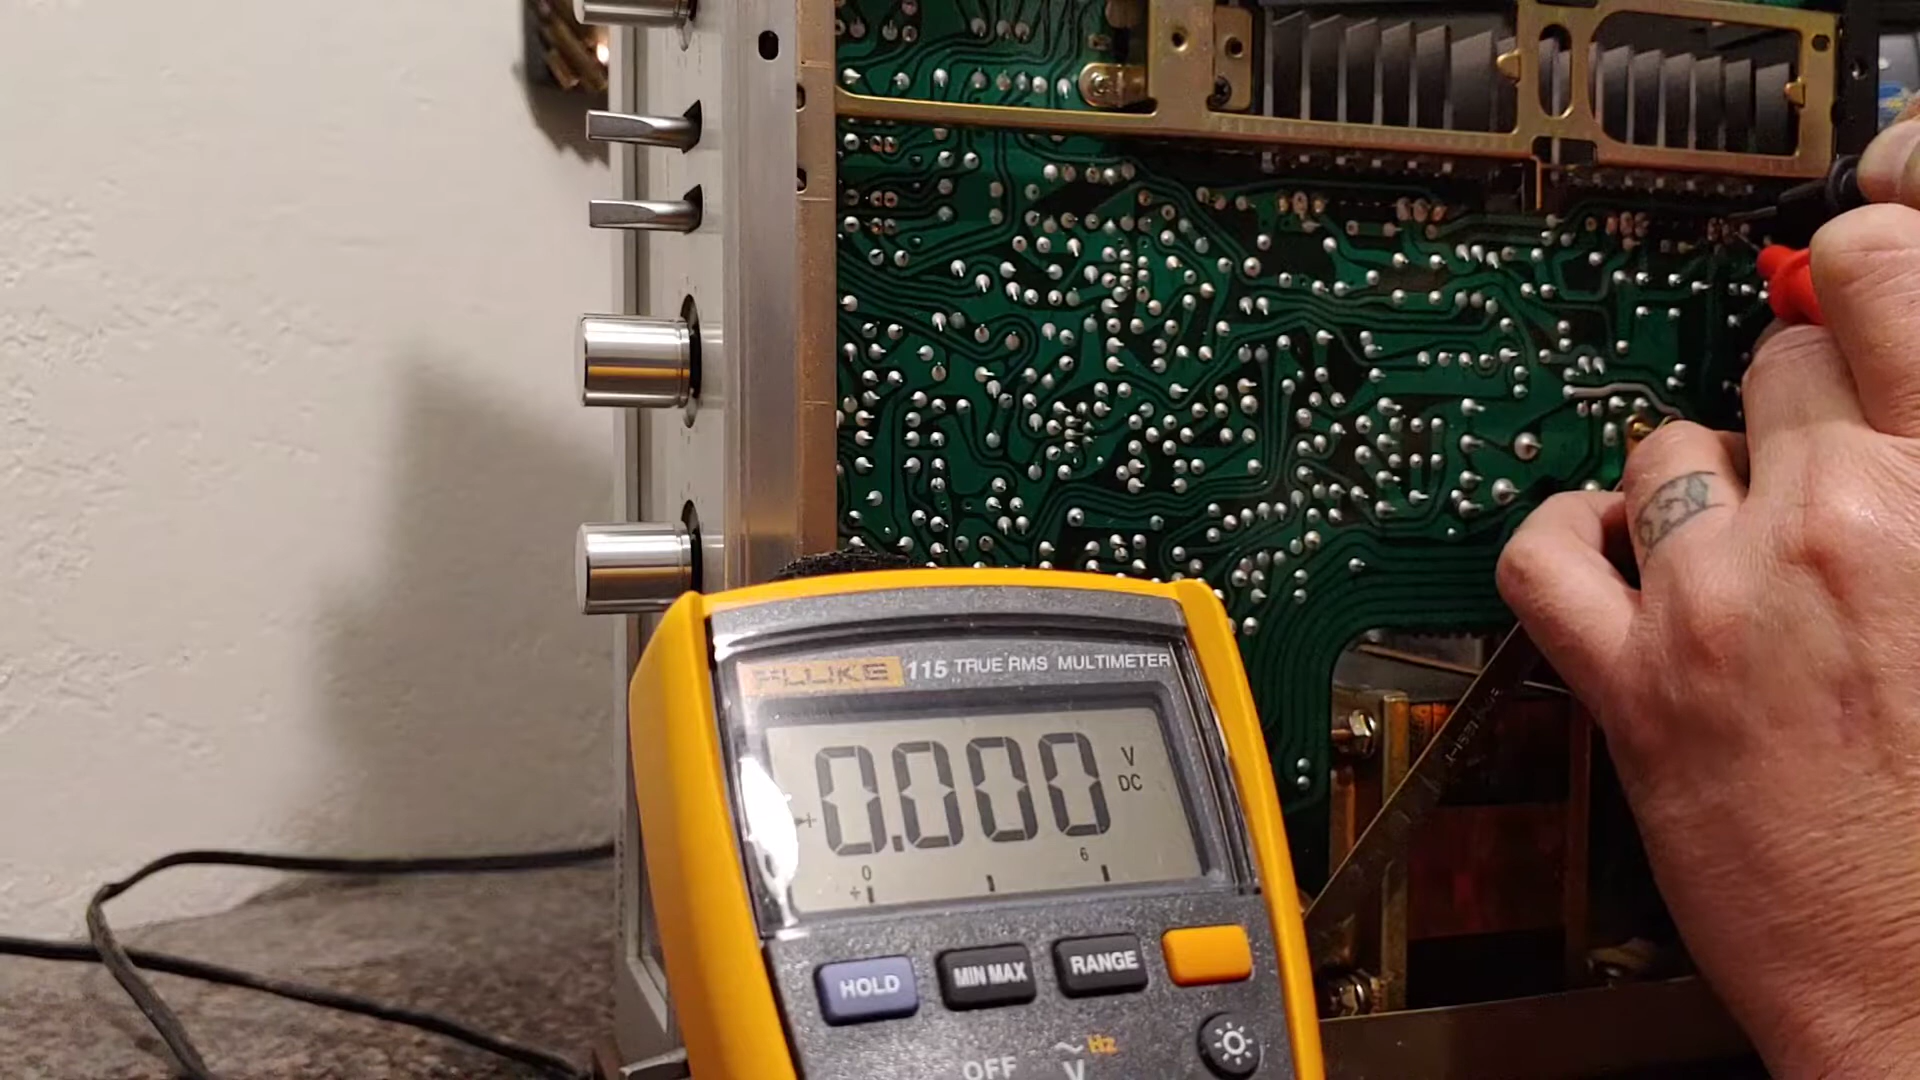 FLUKE 115 TRUE RMS MULTIMETER
0.000 V DC
0 6
HOLD MIN MAX RANGE
OFF V Hz